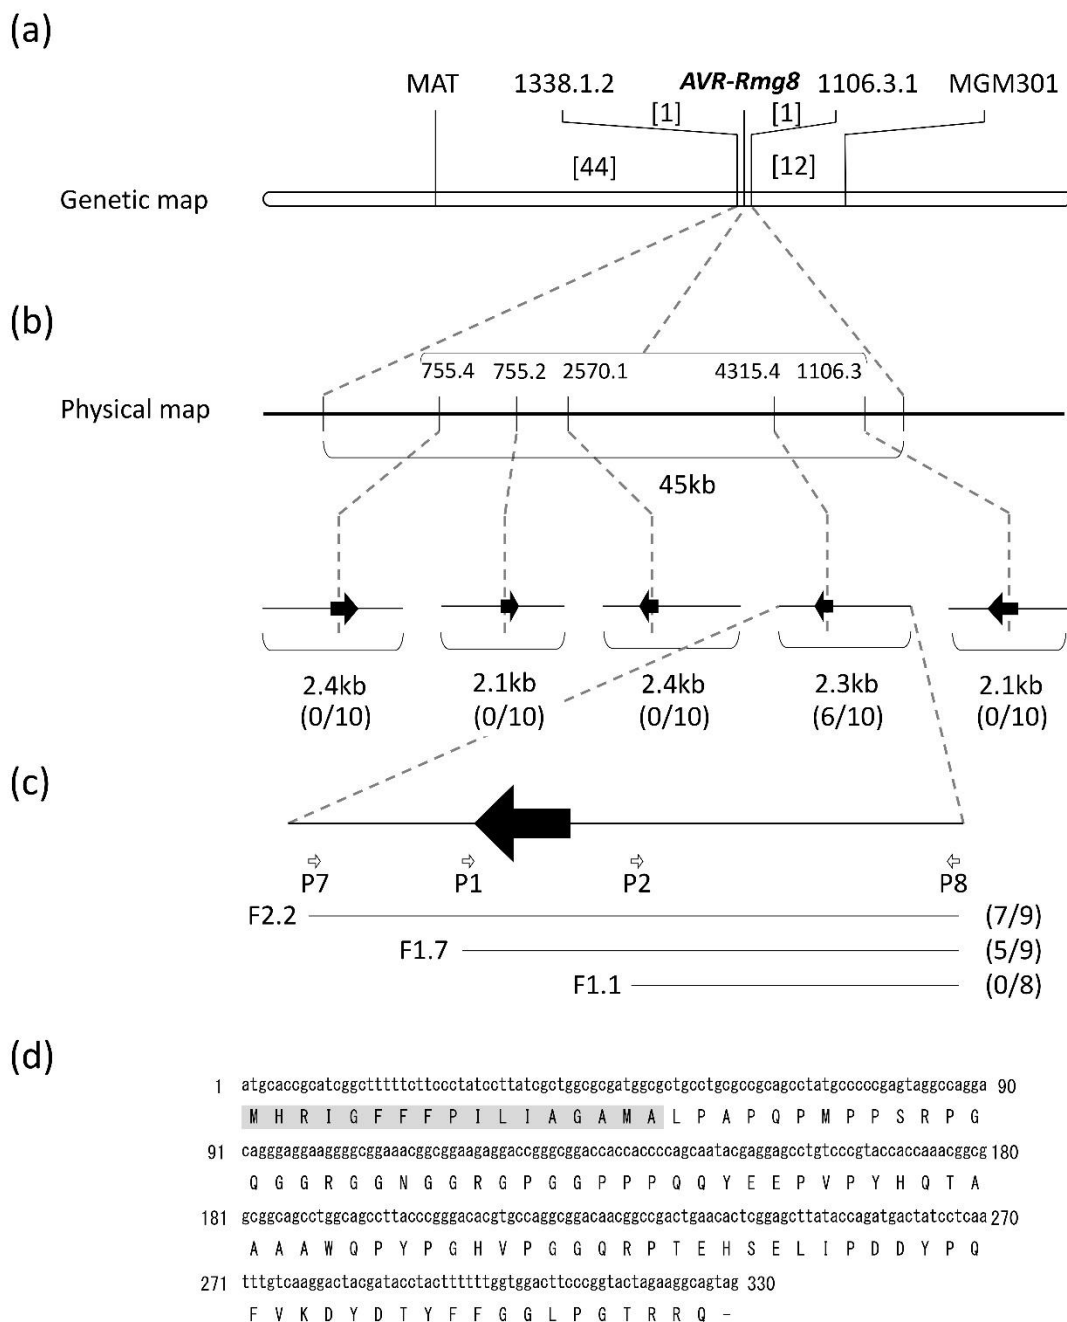 (a)
MAT 1338.1.2 AVR-Rmg8 1106.3.1 MGM301
[1] [1]
[44] [12]
Genetic map
(b)
755.4 755.2 2570.1 4315.4 1106.3
Physical map
45kb
2.4kb 2.1kb 2.4kb 2.3kb 2.1kb
(0/10) (0/10) (0/10) (6/10) (0/10)
(c)
P7 P1 P2 P8
F2.2 (7/9)
F1.7 (5/9)
F1.1 (0/8)
(d)
1 atgcaccgcatcggctttttcttccctatccttatcgctggcgcgatggcgctgcctgcgccgcagcctatgcccccgagtaggccagga 90
M H R I G F F F P I L I A G A M A L P A P Q P M P P S R P G
91 cagggaggaaggggcggaaacggcggaagaggaccgggcggaccaccaccccagcaatacgaggagcctgtcccgtaccaccaaacggcg 180
Q G G R G G N G G R G P G G P P P Q Q Y E E P V P Y H Q T A
181 gcggcagcctggcagccttacccgggacacgtgccaggcggacaacggccgactgaacactcggagcttataccagatgactatcctcaa 270
A A A W Q P Y P G H V P G G Q R P T E H S E L I P D D Y P Q
271 tttgtcaaggactacgatacctacttttttggtggacttcccggtactagaaggcagtag 330
F V K D Y D T Y F F G G L P G T R R Q -